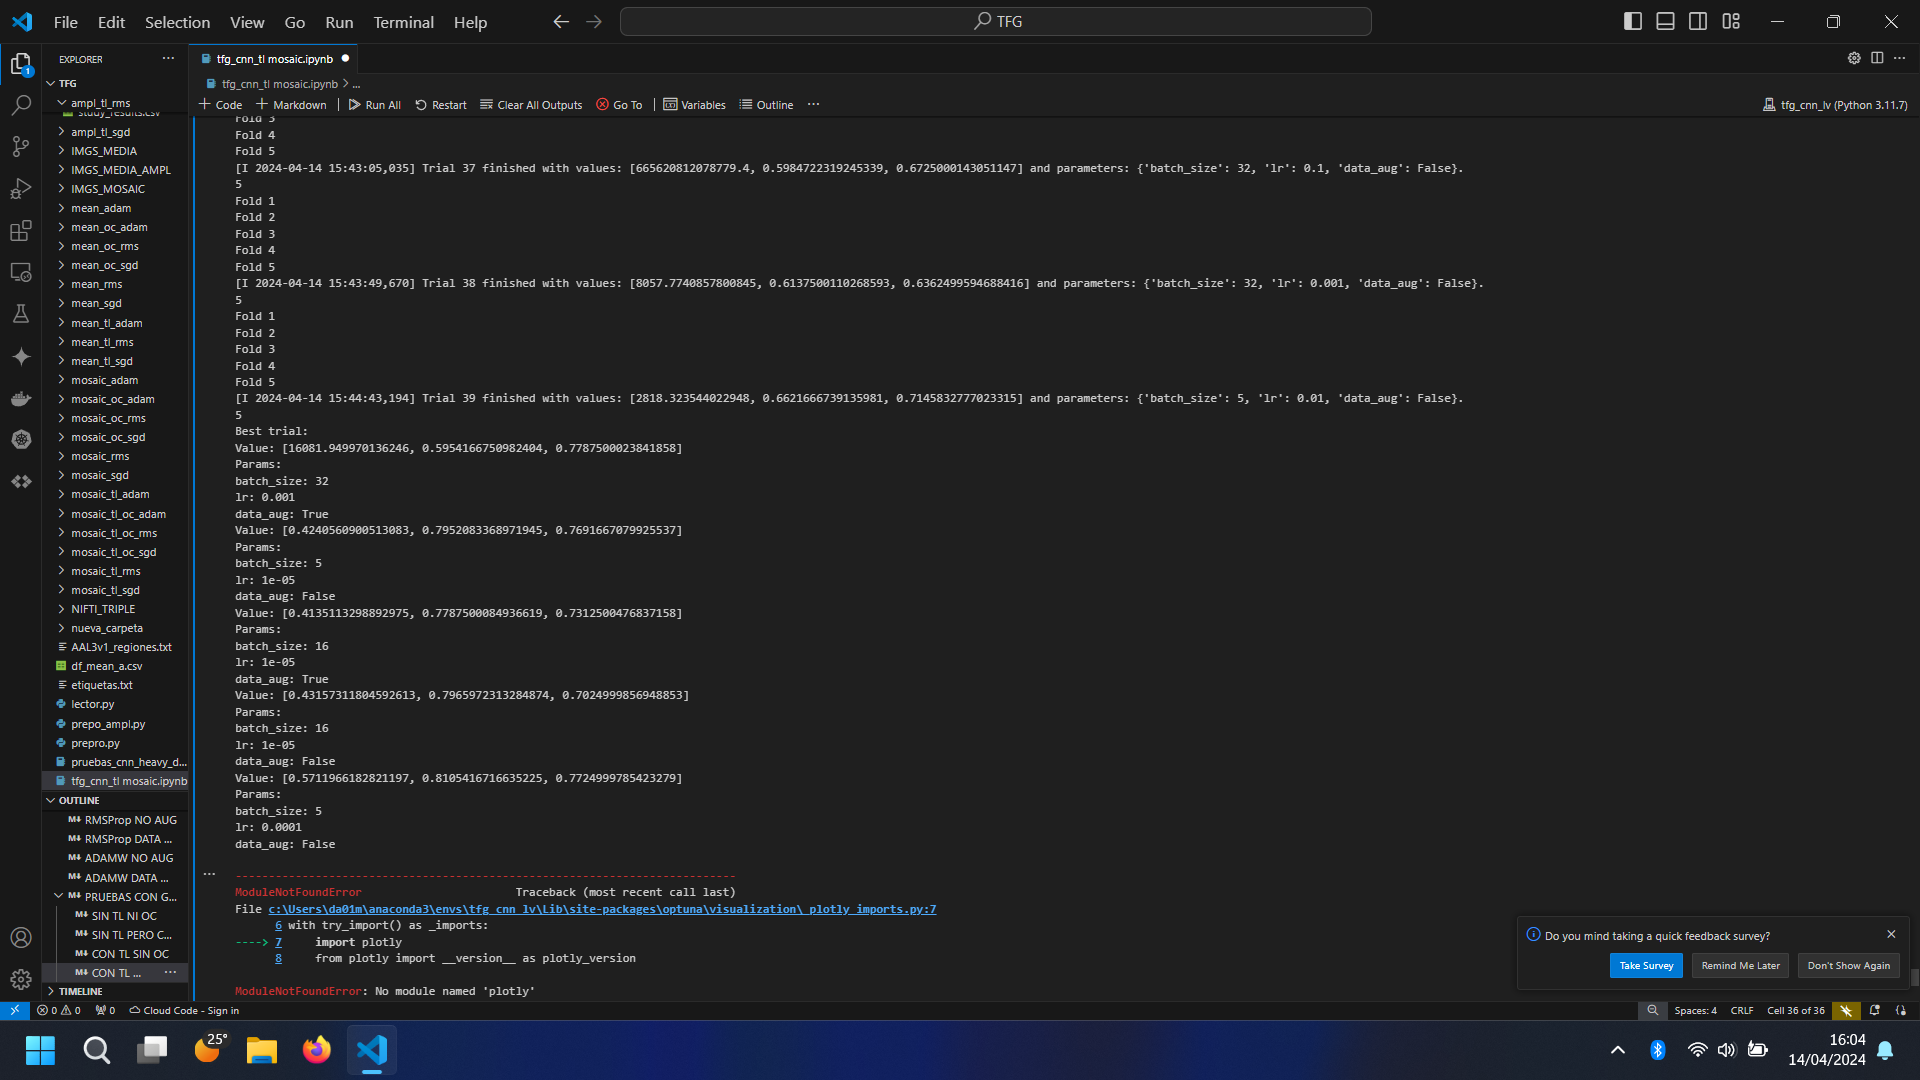 File Edit Selection View Go Run Terminal Help
TFG
EXPLORER
tfg_cnn_tl mosaic.ipynb
TFG
tfg_cnn_tl mosaic.ipynb > ...
ampl_tl_rms
study_results.csv
ampl_tl_sgd
IMGS_MEDIA
IMGS_MEDIA_AMPL
IMGS_MOSAIC
mean_adam
mean_oc_adam
mean_oc_rms
mean_oc_sgd
mean_rms
mean_sgd
mean_tl_adam
mean_tl_rms
mean_tl_sgd
mosaic_adam
mosaic_oc_adam
mosaic_oc_rms
mosaic_oc_sgd
mosaic_rms
mosaic_sgd
mosaic_tl_adam
mosaic_tl_oc_adam
mosaic_tl_oc_rms
mosaic_tl_oc_sgd
mosaic_tl_rms
mosaic_tl_sgd
NIFTI_TRIPLE
nueva_carpeta
AAL3v1_regiones.txt
df_mean_a.csv
etiquetas.txt
lector.py
prepo_ampl.py
prepro.py
pruebas_cnn_heavy_d...
tfg_cnn_tl mosaic.ipynb
OUTLINE
M↓ RMSProp NO AUG
M↓ RMSProp DATA ...
M↓ ADAMW NO AUG
M↓ ADAMW DATA ...
M↓ PRUEBAS CON G...
M↓ SIN TL NI OC
M↓ SIN TL PERO C...
M↓ CON TL SIN OC
M↓ CON TL ...
TIMELINE
+ Code + Markdown | Run All Restart Clear All Outputs Go To | Variables Outline ...
tfg_cnn_lv (Python 3.11.7)
Fold 3
Fold 4
Fold 5
[I 2024-04-14 15:43:05,035] Trial 37 finished with values: [665620812078779.4, 0.5984722319245339, 0.6725000143051147] and parameters: {'batch_size': 32, 'lr': 0.1, 'data_aug': False}.
5
Fold 1
Fold 2
Fold 3
Fold 4
Fold 5
[I 2024-04-14 15:43:49,670] Trial 38 finished with values: [8057.7740857800845, 0.6137500110268593, 0.6362499594688416] and parameters: {'batch_size': 32, 'lr': 0.001, 'data_aug': False}.
5
Fold 1
Fold 2
Fold 3
Fold 4
Fold 5
[I 2024-04-14 15:44:43,194] Trial 39 finished with values: [2818.323544022948, 0.6621666739135981, 0.7145832777023315] and parameters: {'batch_size': 5, 'lr': 0.01, 'data_aug': False}.
5
Best trial:
Value: [16081.949970136246, 0.5954166750982404, 0.7787500023841858]
Params:
batch_size: 32
lr: 0.001
data_aug: True
Value: [0.4240560900513083, 0.7952083368971945, 0.7691667079925537]
Params:
batch_size: 5
lr: 1e-05
data_aug: False
Value: [0.4135113298892975, 0.7787500084936619, 0.7312500476837158]
Params:
batch_size: 16
lr: 1e-05
data_aug: True
Value: [0.43157311804592613, 0.7965972313284874, 0.7024999856948853]
Params:
batch_size: 16
lr: 1e-05
data_aug: False
Value: [0.5711966182821197, 0.8105416716635225, 0.7724999785423279]
Params:
batch_size: 5
lr: 0.0001
data_aug: False
---------------------------------------------------------------------------
ModuleNotFoundError Traceback (most recent call last)
File c:\Users\da01m\anaconda3\envs\tfg_cnn_lv\Lib\site-packages\optuna\visualization\_plotly_imports.py:7
6 with try_import() as _imports:
----> 7 import plotly
8 from plotly import __version__ as plotly_version
ModuleNotFoundError: No module named 'plotly'
Do you mind taking a quick feedback survey?
Take Survey
Remind Me Later
Don't Show Again
0 0 0 Cloud Code - Sign in
Spaces: 4 CRLF Cell 36 of 36
25°
16:04
14/04/2024